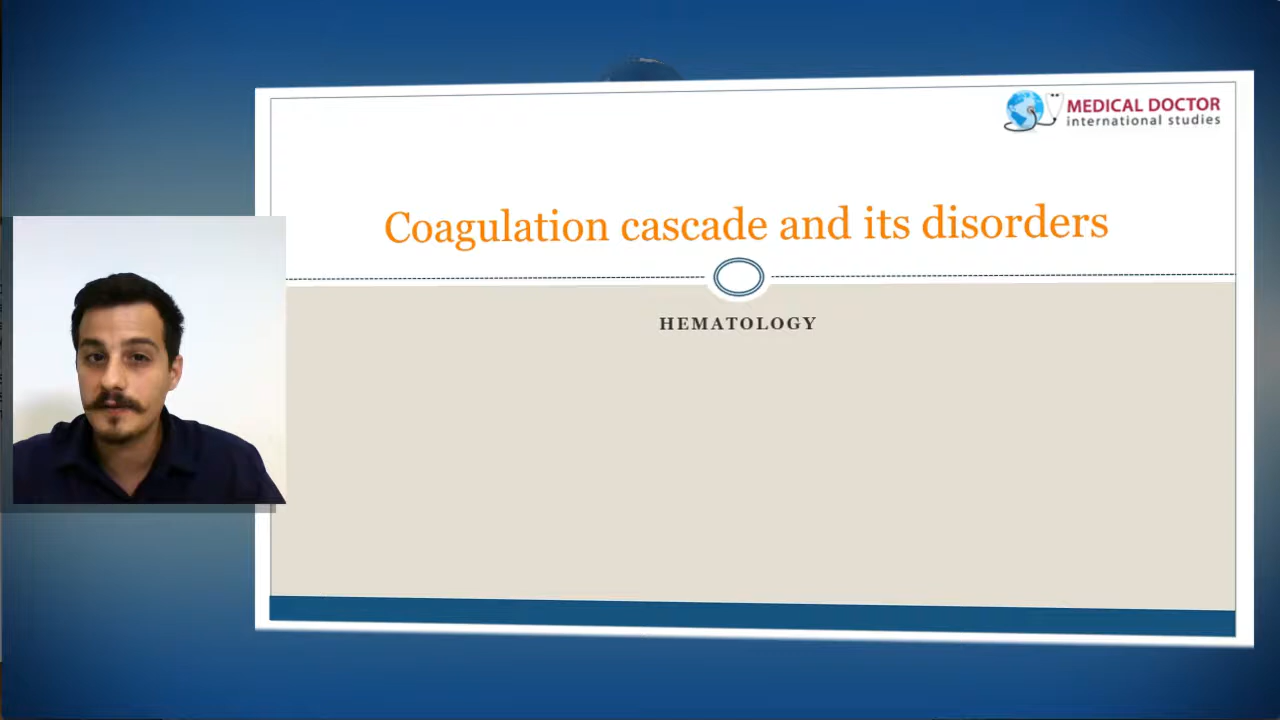 MEDICAL DOCTOR
international studies
Coagulation cascade and its disorders
HEMATOLOGY